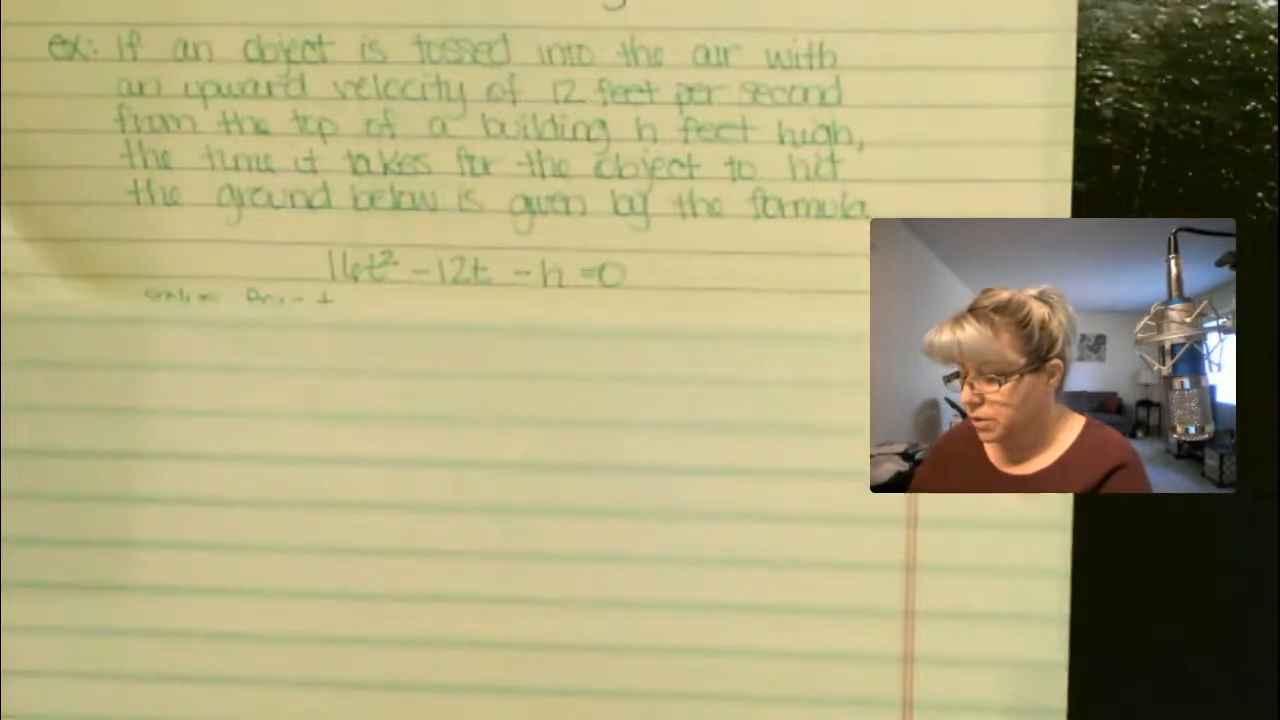 ex: If an object is tossed into the air with
an upward velocity of 12 feet per second
from the top of a building h feet high,
the time it takes for the object to hit
the ground below is given by the formula
16t² - 12t - h = 0